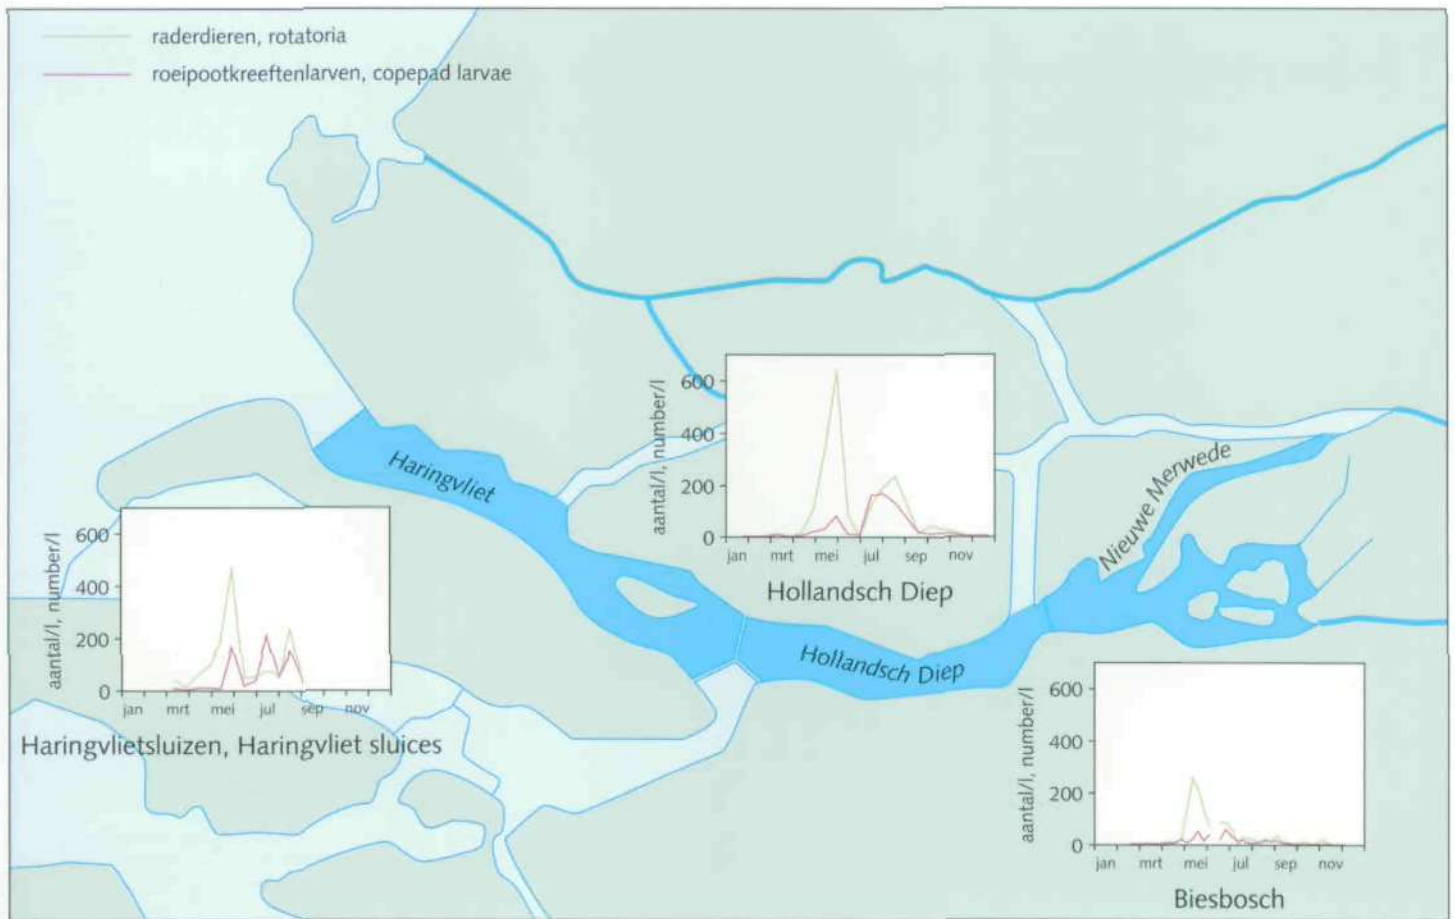 raderdieren, rotatoria
roeipootkreeftenlarven, copepad larvae
Haringvliet
Nieuwe Merwede
Hollandsch Diep
aantal/l, number/l
600
400
200
0
jan mrt mei jul sep nov
Hollandsch Diep
aantal/l, number/l
600
400
200
0
jan mrt mei jul sep nov
Haringvlietsluizen, Haringvliet sluices
aantal/l, number/l
600
400
200
0
jan mrt mei jul sep nov
Biesbosch